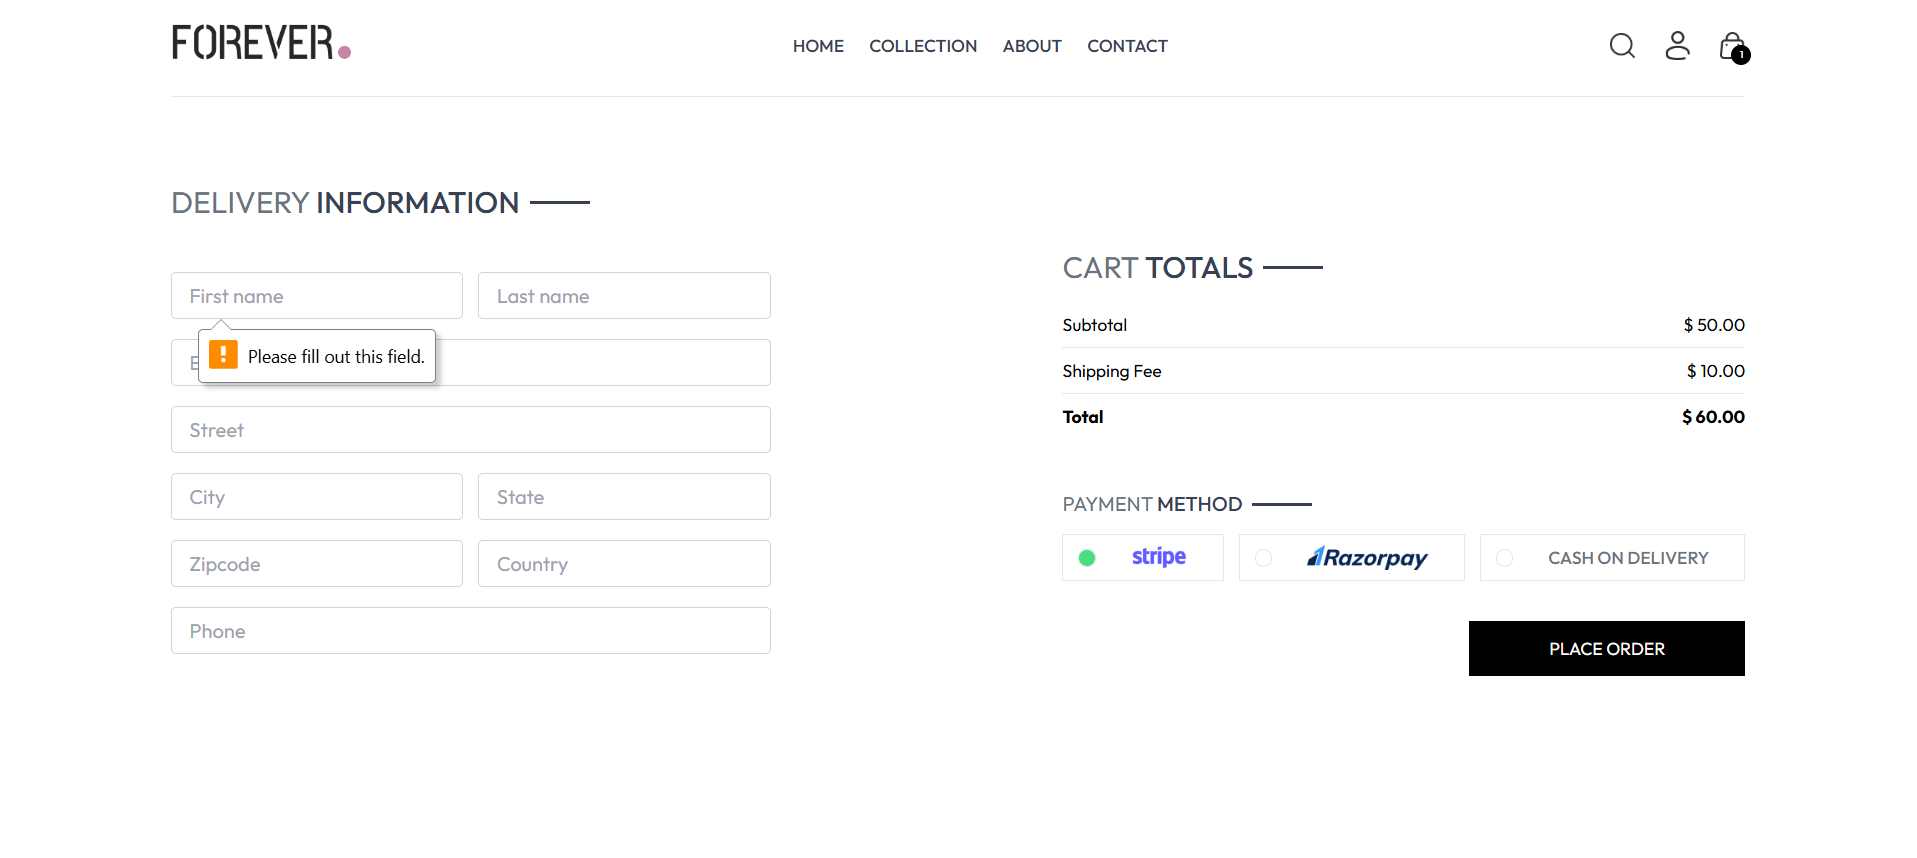 FOREVER.
HOME COLLECTION ABOUT CONTACT
1
DELIVERY INFORMATION
First name Last name
Please fill out this field.
E
Street
City State
Zipcode Country
Phone
CART TOTALS
Subtotal $ 50.00
Shipping Fee $ 10.00
Total $ 60.00
PAYMENT METHOD
stripe Razorpay CASH ON DELIVERY
PLACE ORDER